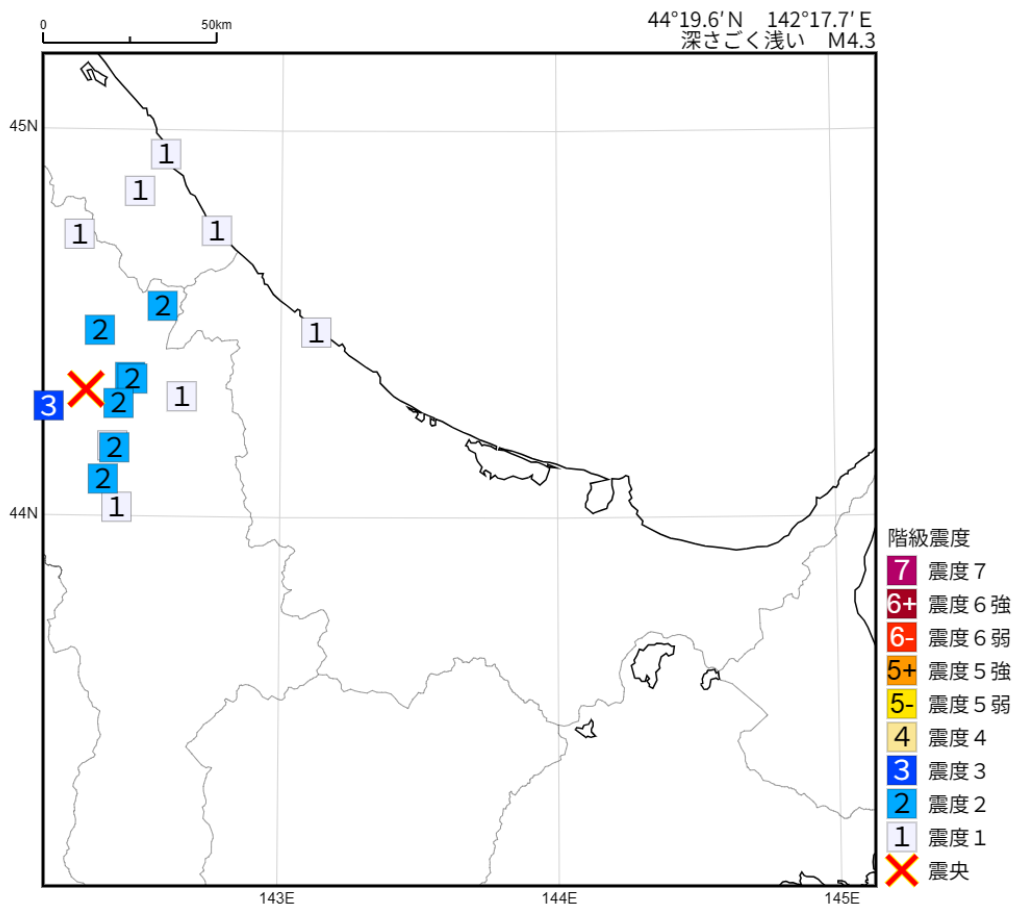 0 50km
44°19.6′N 142°17.7′E
深さごく浅い M4.3
45N
1
1
1
1
2
2
1
2
1
2
3
2
2
1
44N
階級震度
7 震度７
6+ 震度６強
6- 震度６弱
5+ 震度５強
5- 震度５弱
4 震度４
3 震度３
2 震度２
1 震度１
震央
143E 144E 145E